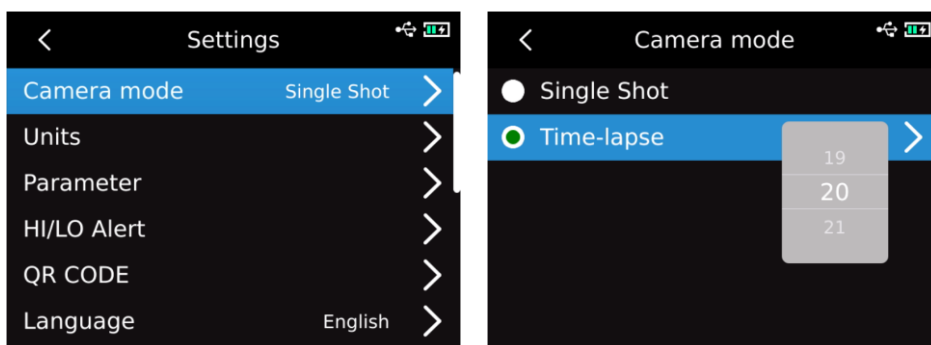 Settings
Camera mode Single Shot
Units
Parameter
HI/LO Alert
QR CODE
Language English
Camera mode
Single Shot
Time-lapse
19
20
21